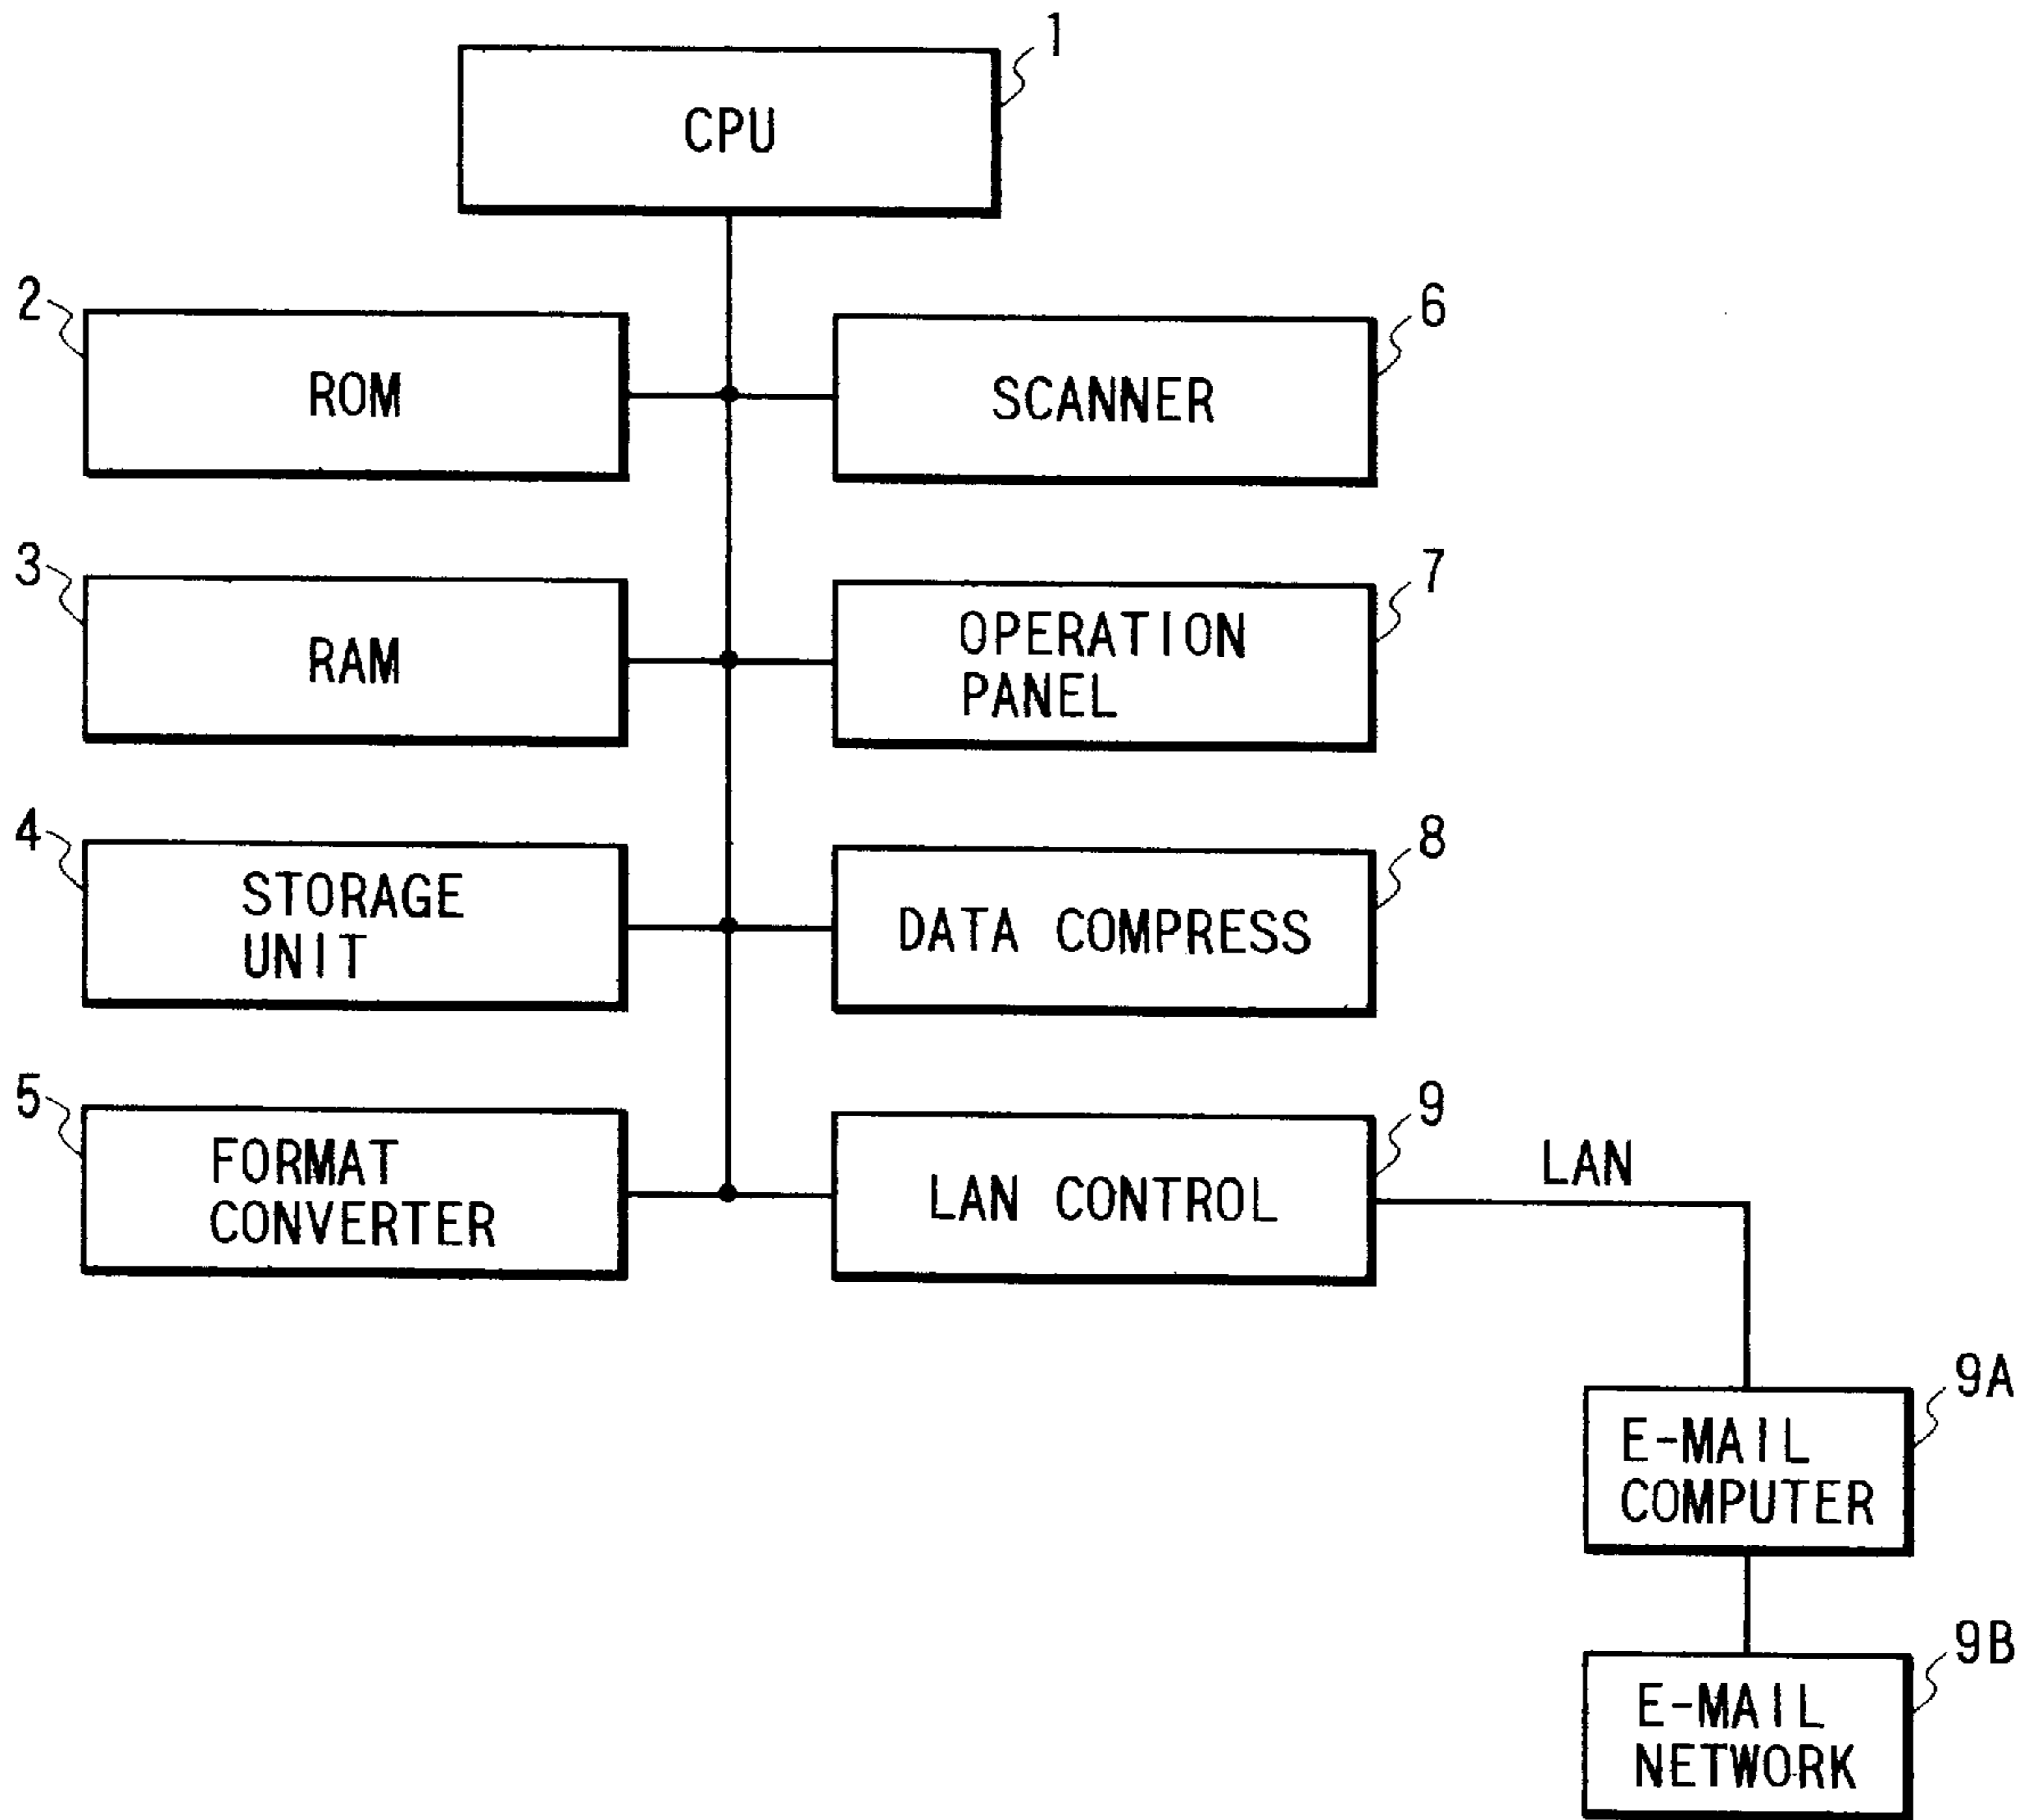 1
CPU
2
ROM
6
SCANNER
3
RAM
7
OPERATION
PANEL
4
STORAGE
UNIT
8
DATA COMPRESS
5
FORMAT
CONVERTER
9
LAN CONTROL
LAN
9A
E-MAIL
COMPUTER
9B
E-MAIL
NETWORK